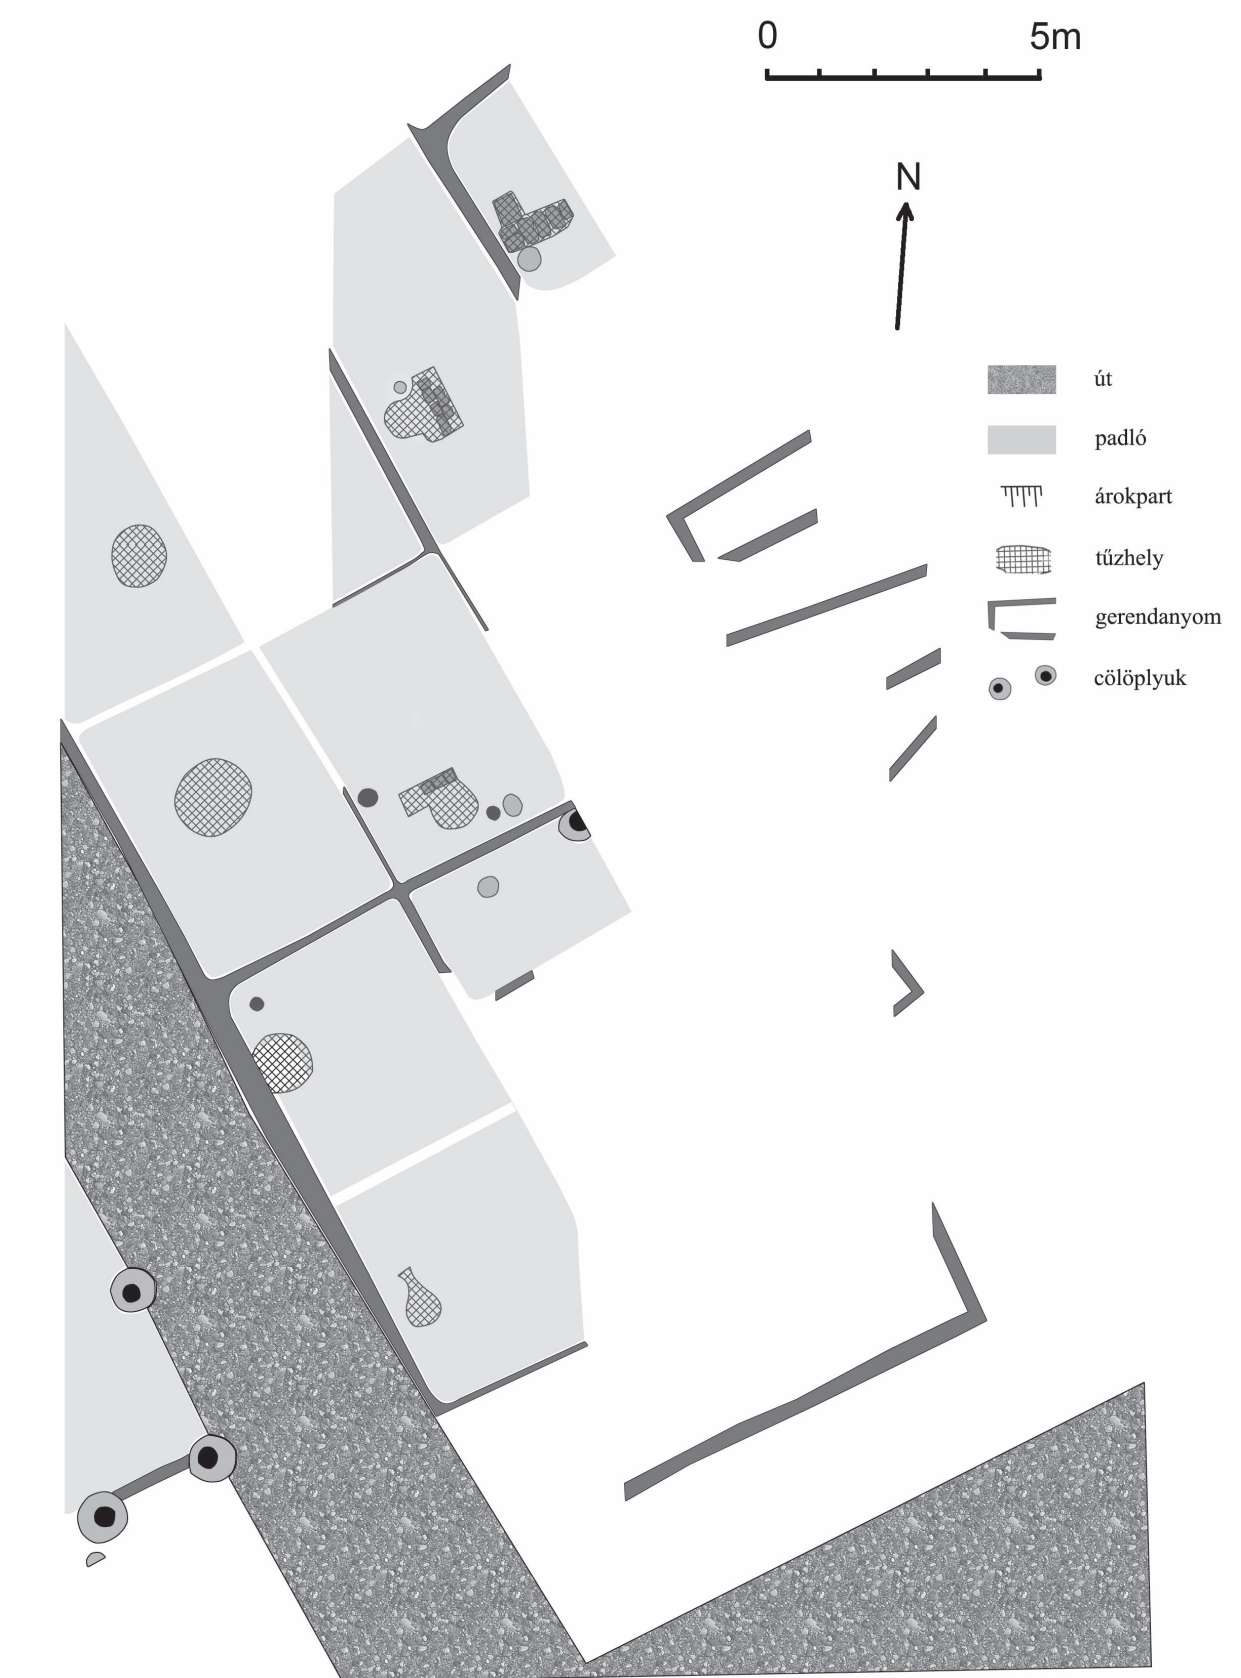 0 5m
N
út
padló
árokpart
tűzhely
gerendanyom
cölöplyuk